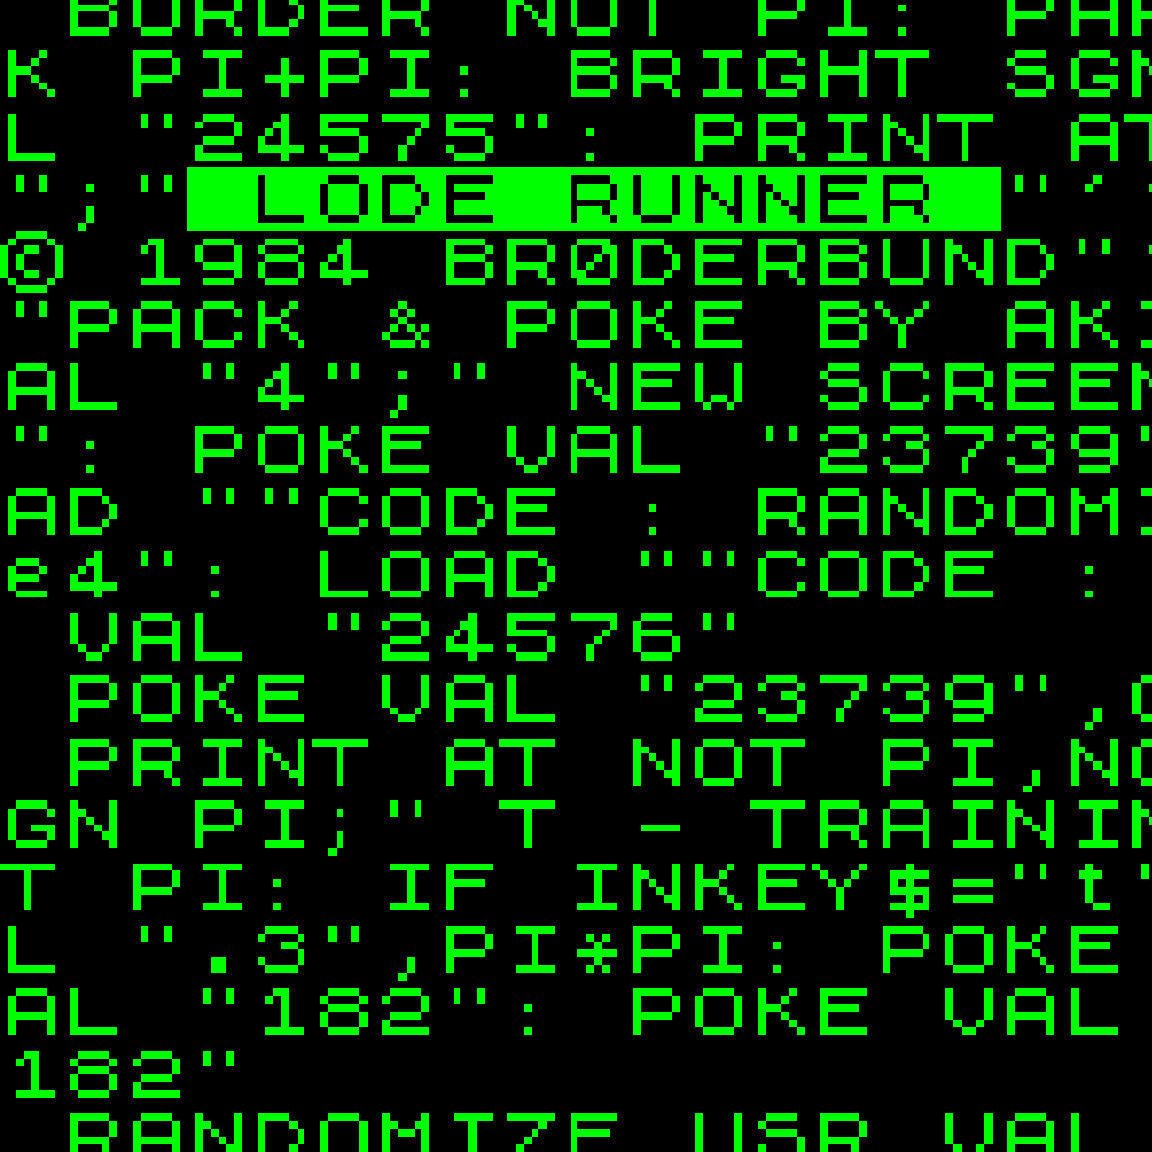 BORDER NOT PI: PAP
K PI+PI: BRIGHT SGN
L "24575": PRINT AT
";" LODE RUNNER "'
© 1984 BRØDERBUND"
"PACK & POKE BY AKI
AL "4";" NEW SCREEN
": POKE VAL "23739"
AD ""CODE : RANDOMI
e4": LOAD ""CODE :
VAL "24576"
POKE VAL "23739",
PRINT AT NOT PI,NO
GN PI;" T - TRAININ
T PI: IF INKEY$="t"
L ".3",PI*PI: POKE
AL "182": POKE VAL
182"
RANDOMIZE USR VAL